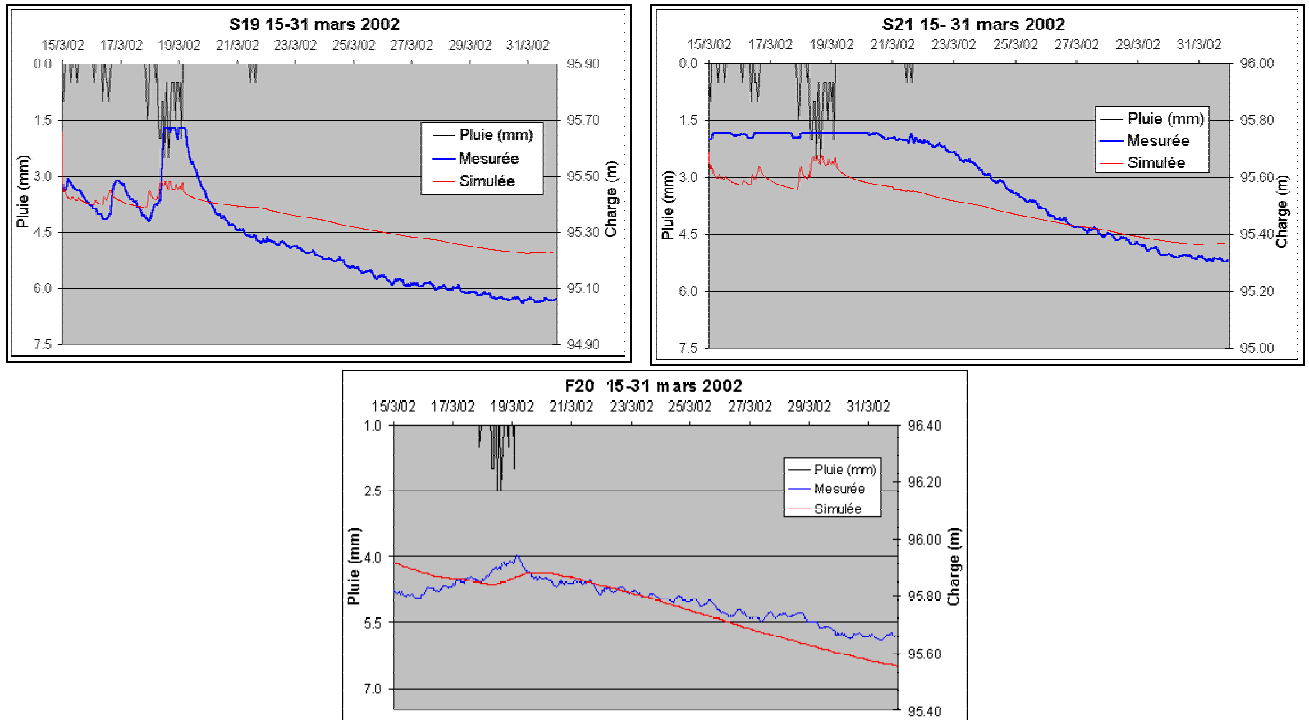 S19 15-31 mars 2002
15/3/02 17/3/02 19/3/02 21/3/02 23/3/02 25/3/02 27/3/02 29/3/02 31/3/02
0.0
1.5
3.0
4.5
6.0
7.5
Pluie (mm)
95.90
95.70
95.50
95.30
95.10
94.90
Charge (m)
Pluie (mm)
Mesurée
Simulée
S21 15- 31 mars 2002
15/3/02 17/3/02 19/3/02 21/3/02 23/3/02 25/3/02 27/3/02 29/3/02 31/3/02
0.0
1.5
3.0
4.5
6.0
7.5
Pluie (mm)
96.00
95.80
95.60
95.40
95.20
95.00
Charge (m)
Pluie (mm)
Mesurée
Simulée
F20 15-31 mars 2002
15/3/02 17/3/02 19/3/02 21/3/02 23/3/02 25/3/02 27/3/02 29/3/02 31/3/02
1.0
2.5
4.0
5.5
7.0
Pluie (mm)
96.40
96.20
96.00
95.80
95.60
95.40
Charge (m)
Pluie (mm)
Mesurée
Simulée